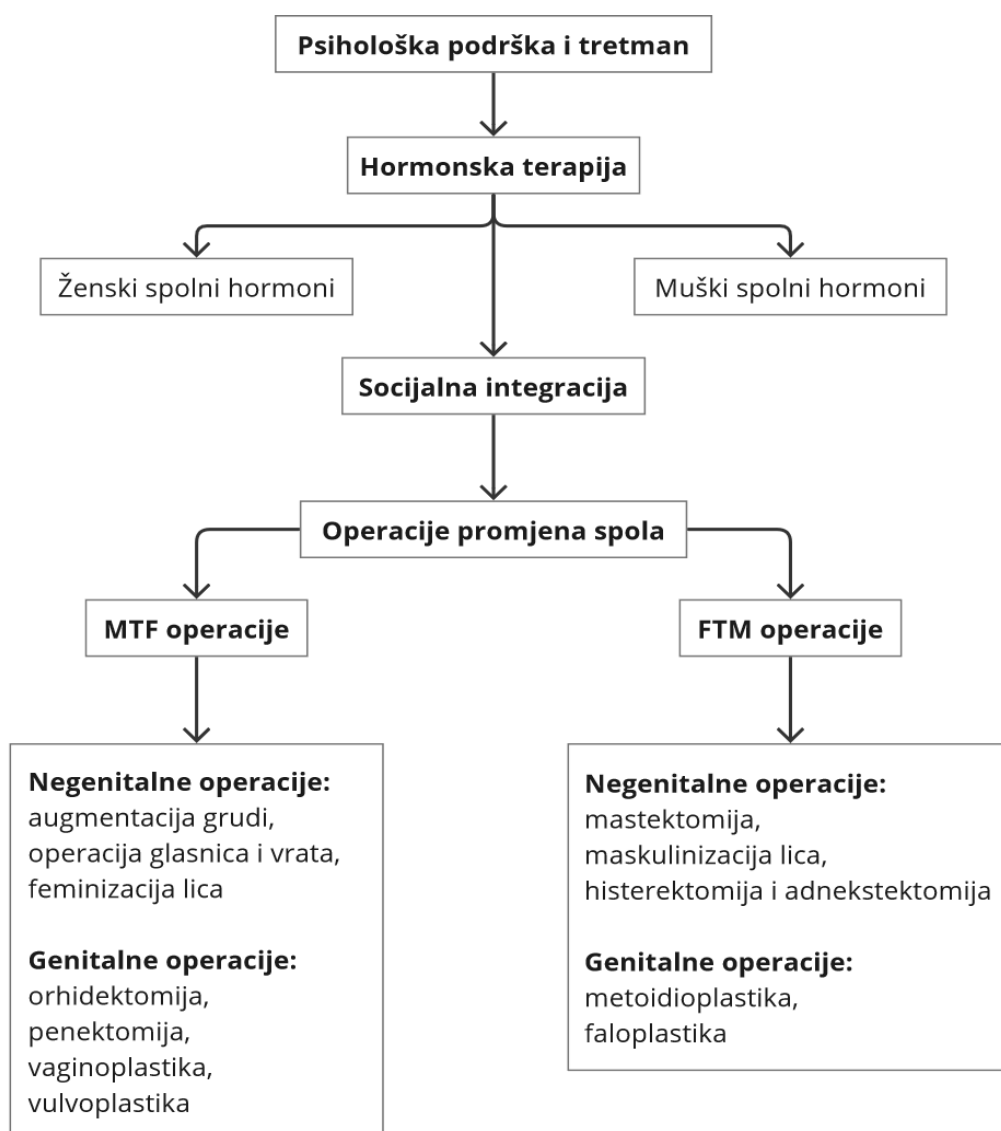 Psihološka podrška i tretman
Hormonska terapija
Ženski spolni hormoni
Muški spolni hormoni
Socijalna integracija
Operacije promjena spola
MTF operacije
FTM operacije
Negenitalne operacije:
augmentacija grudi,
operacija glasnica i vrata,
feminizacija lica
Genitalne operacije:
orhidektomija,
penektomija,
vaginoplastika,
vulvoplastika
Negenitalne operacije:
mastektomija,
maskulinizacija lica,
histerektomija i adnekstektomija
Genitalne operacije:
metoidioplastika,
faloplastika